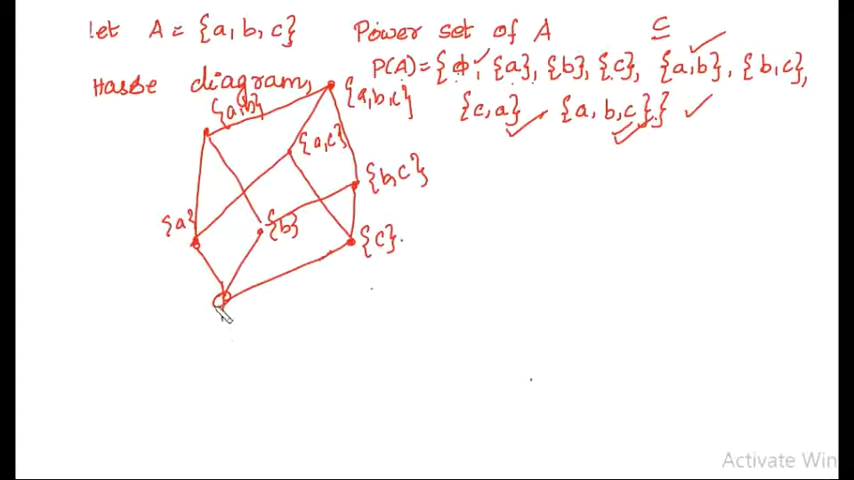 let A = {a, b, c} Power set of A ⊆
P(A) = { ϕ, {a}, {b}, {c}, {a,b}, {b,c},
{c,a} {a,b,c} }
Hasse diagram,
{a,b}
{a,b,c}
{a,c}
{b,c}
{a}
{b}
{c}.
Activate Win